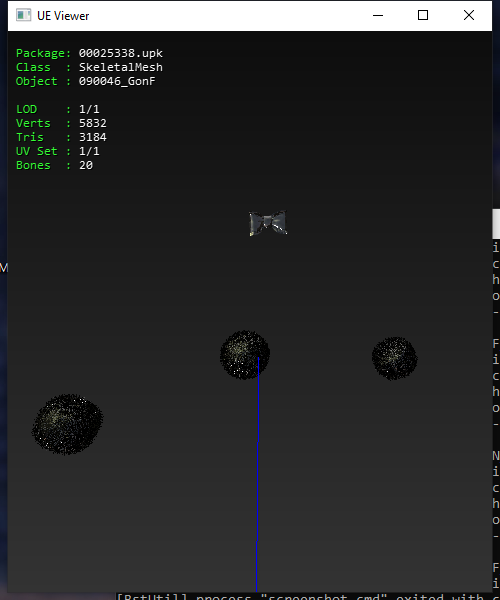 UE Viewer
Package: 00025338.upk
Class  : SkeletalMesh
Object : 090046_GonF
LOD    : 1/1
Verts  : 5832
Tris   : 3184
UV Set : 1/1
Bones  : 20
M
i
c
h
o
-
F
i
c
h
o
-
N
i
c
h
o
-
F
i